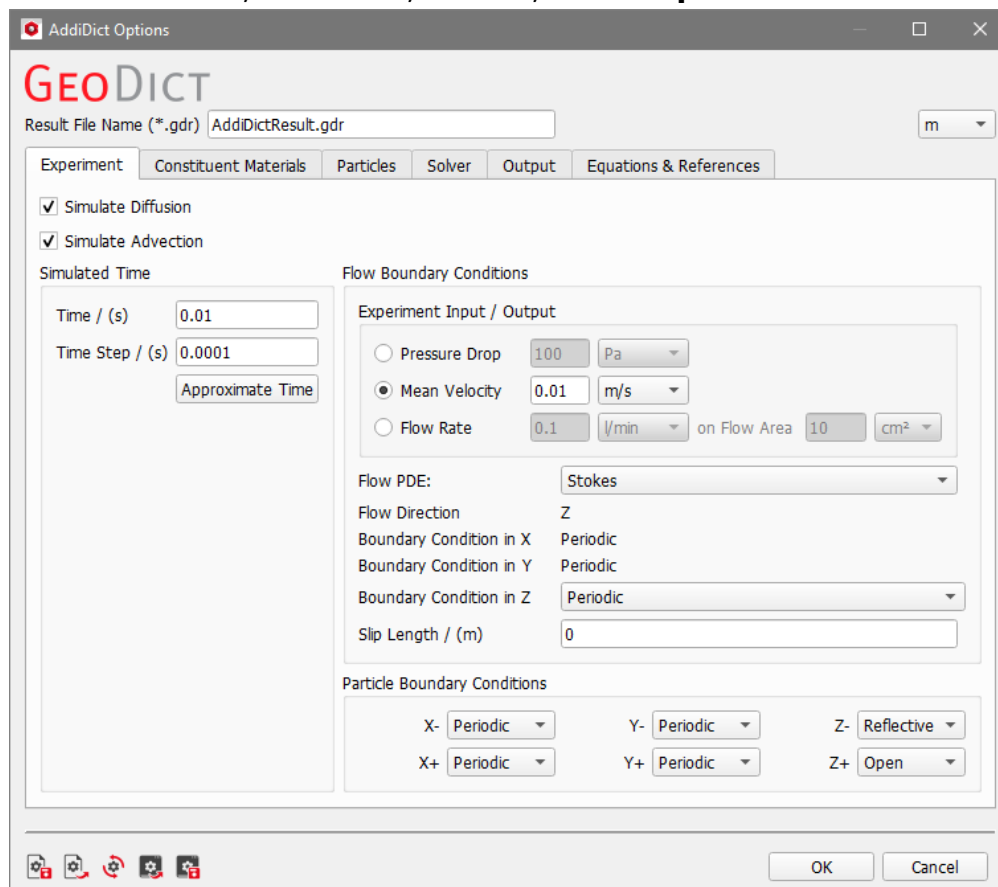 AddiDict Options
GEODICT
Result File Name (*.gdr) AddiDictResult.gdr m
Experiment Constituent Materials Particles Solver Output Equations & References
Simulate Diffusion
Simulate Advection
Simulated Time
Time / (s) 0.01
Time Step / (s) 0.0001
Approximate Time
Flow Boundary Conditions
Experiment Input / Output
Pressure Drop 100 Pa
Mean Velocity 0.01 m/s
Flow Rate 0.1 l/min on Flow Area 10 cm²
Flow PDE: Stokes
Flow Direction Z
Boundary Condition in X Periodic
Boundary Condition in Y Periodic
Boundary Condition in Z Periodic
Slip Length / (m) 0
Particle Boundary Conditions
X- Periodic Y- Periodic Z- Reflective
X+ Periodic Y+ Periodic Z+ Open
OK Cancel